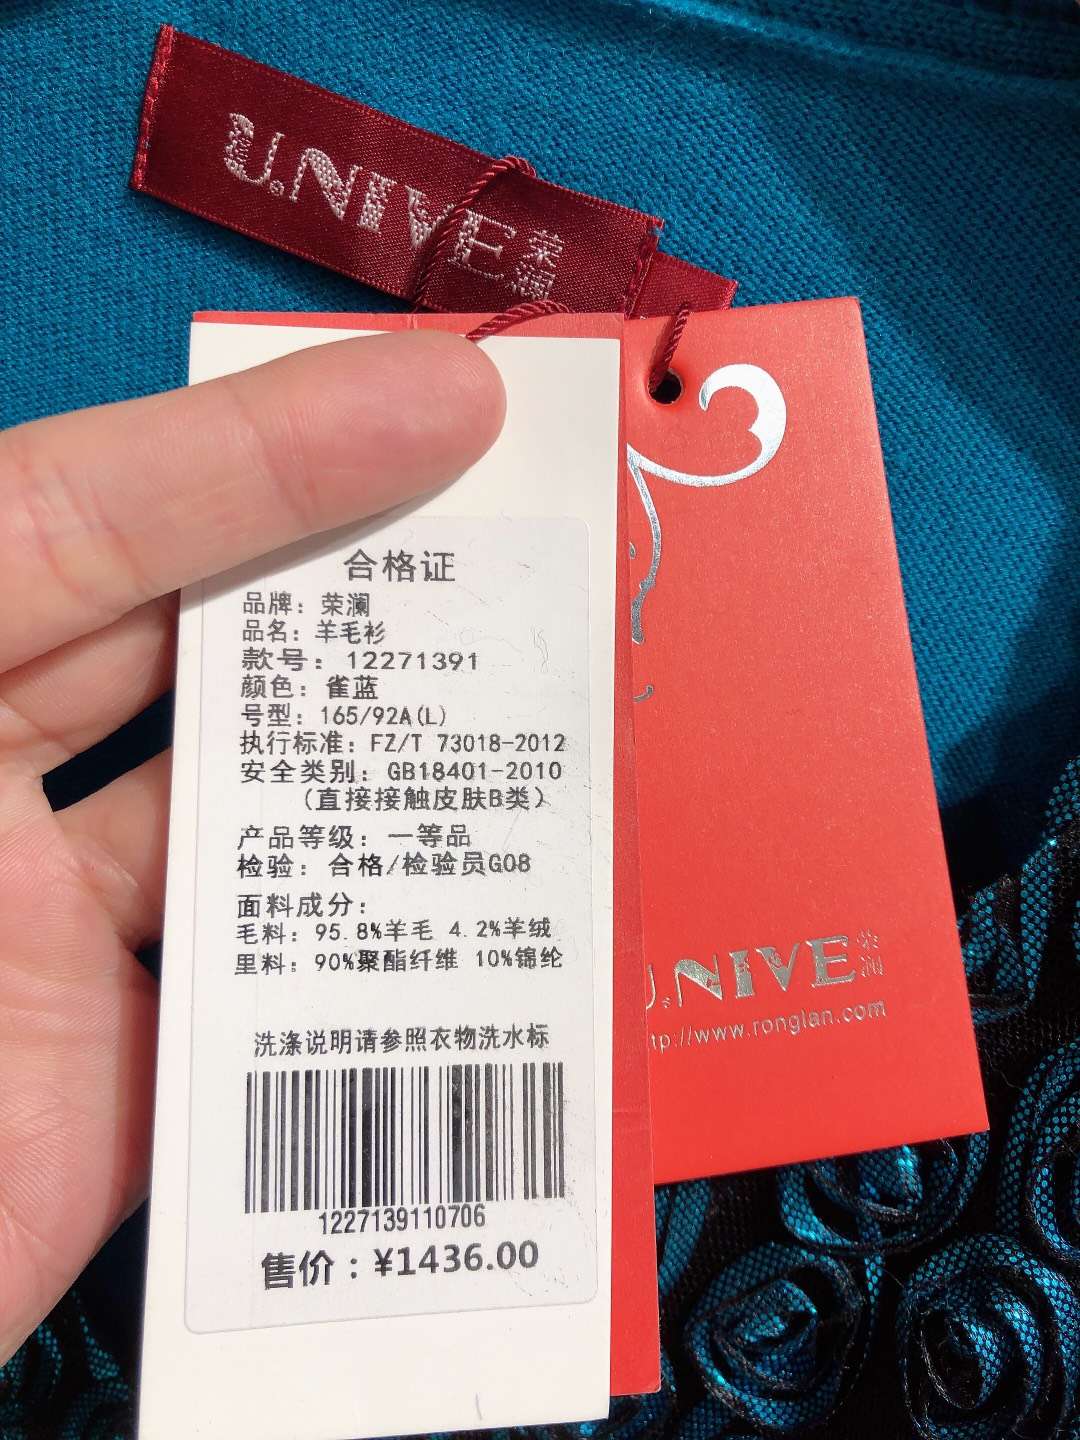 U.NIVE 荣澜
合格证
品牌：荣澜
品名：羊毛衫
款号：12271391
颜色：雀蓝
号型：165/92A(L)
执行标准：FZ/T 73018-2012
安全类别：GB18401-2010
（直接接触皮肤B类）
产品等级：一等品
检验：合格/检验员G08
面料成分：
毛料：95.8%羊毛 4.2%羊绒
里料：90%聚酯纤维 10%锦纶
洗涤说明请参照衣物洗水标
1227139110706
售价：¥1436.00
U.NIVE 荣澜
tp://www.ronglan.com